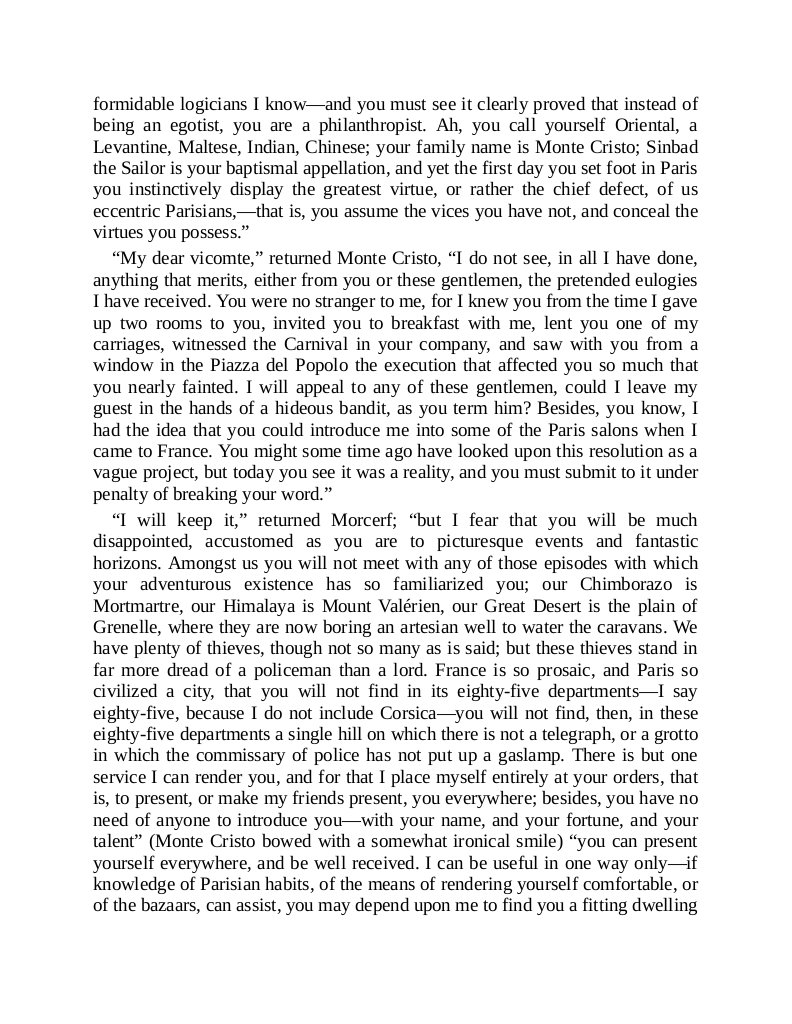 formidable logicians I know—and you must see it clearly proved that instead of
being an egotist, you are a philanthropist. Ah, you call yourself Oriental, a
Levantine, Maltese, Indian, Chinese; your family name is Monte Cristo; Sinbad
the Sailor is your baptismal appellation, and yet the first day you set foot in Paris
you instinctively display the greatest virtue, or rather the chief defect, of us
eccentric Parisians,—that is, you assume the vices you have not, and conceal the
virtues you possess.”
“My dear vicomte,” returned Monte Cristo, “I do not see, in all I have done,
anything that merits, either from you or these gentlemen, the pretended eulogies
I have received. You were no stranger to me, for I knew you from the time I gave
up two rooms to you, invited you to breakfast with me, lent you one of my
carriages, witnessed the Carnival in your company, and saw with you from a
window in the Piazza del Popolo the execution that affected you so much that
you nearly fainted. I will appeal to any of these gentlemen, could I leave my
guest in the hands of a hideous bandit, as you term him? Besides, you know, I
had the idea that you could introduce me into some of the Paris salons when I
came to France. You might some time ago have looked upon this resolution as a
vague project, but today you see it was a reality, and you must submit to it under
penalty of breaking your word.”
“I will keep it,” returned Morcerf; “but I fear that you will be much
disappointed, accustomed as you are to picturesque events and fantastic
horizons. Amongst us you will not meet with any of those episodes with which
your adventurous existence has so familiarized you; our Chimborazo is
Mortmartre, our Himalaya is Mount Valérien, our Great Desert is the plain of
Grenelle, where they are now boring an artesian well to water the caravans. We
have plenty of thieves, though not so many as is said; but these thieves stand in
far more dread of a policeman than a lord. France is so prosaic, and Paris so
civilized a city, that you will not find in its eighty-five departments—I say
eighty-five, because I do not include Corsica—you will not find, then, in these
eighty-five departments a single hill on which there is not a telegraph, or a grotto
in which the commissary of police has not put up a gaslamp. There is but one
service I can render you, and for that I place myself entirely at your orders, that
is, to present, or make my friends present, you everywhere; besides, you have no
need of anyone to introduce you—with your name, and your fortune, and your
talent” (Monte Cristo bowed with a somewhat ironical smile) “you can present
yourself everywhere, and be well received. I can be useful in one way only—if
knowledge of Parisian habits, of the means of rendering yourself comfortable, or
of the bazaars, can assist, you may depend upon me to find you a fitting dwelling